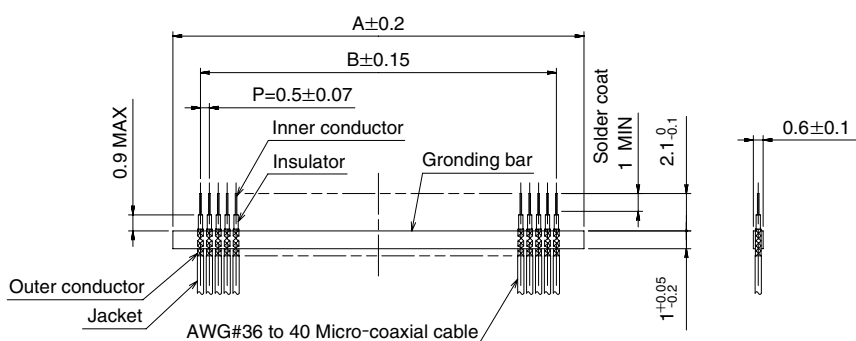 A±0.2
B±0.15
P=0.5±0.07
Inner conductor
Insulator
Gronding bar
0.9 MAX
Solder coat
1 MIN
2.1 0 -0.1
0.6±0.1
Outer conductor
Jacket
AWG#36 to 40 Micro-coaxial cable
1 +0.05 -0.2